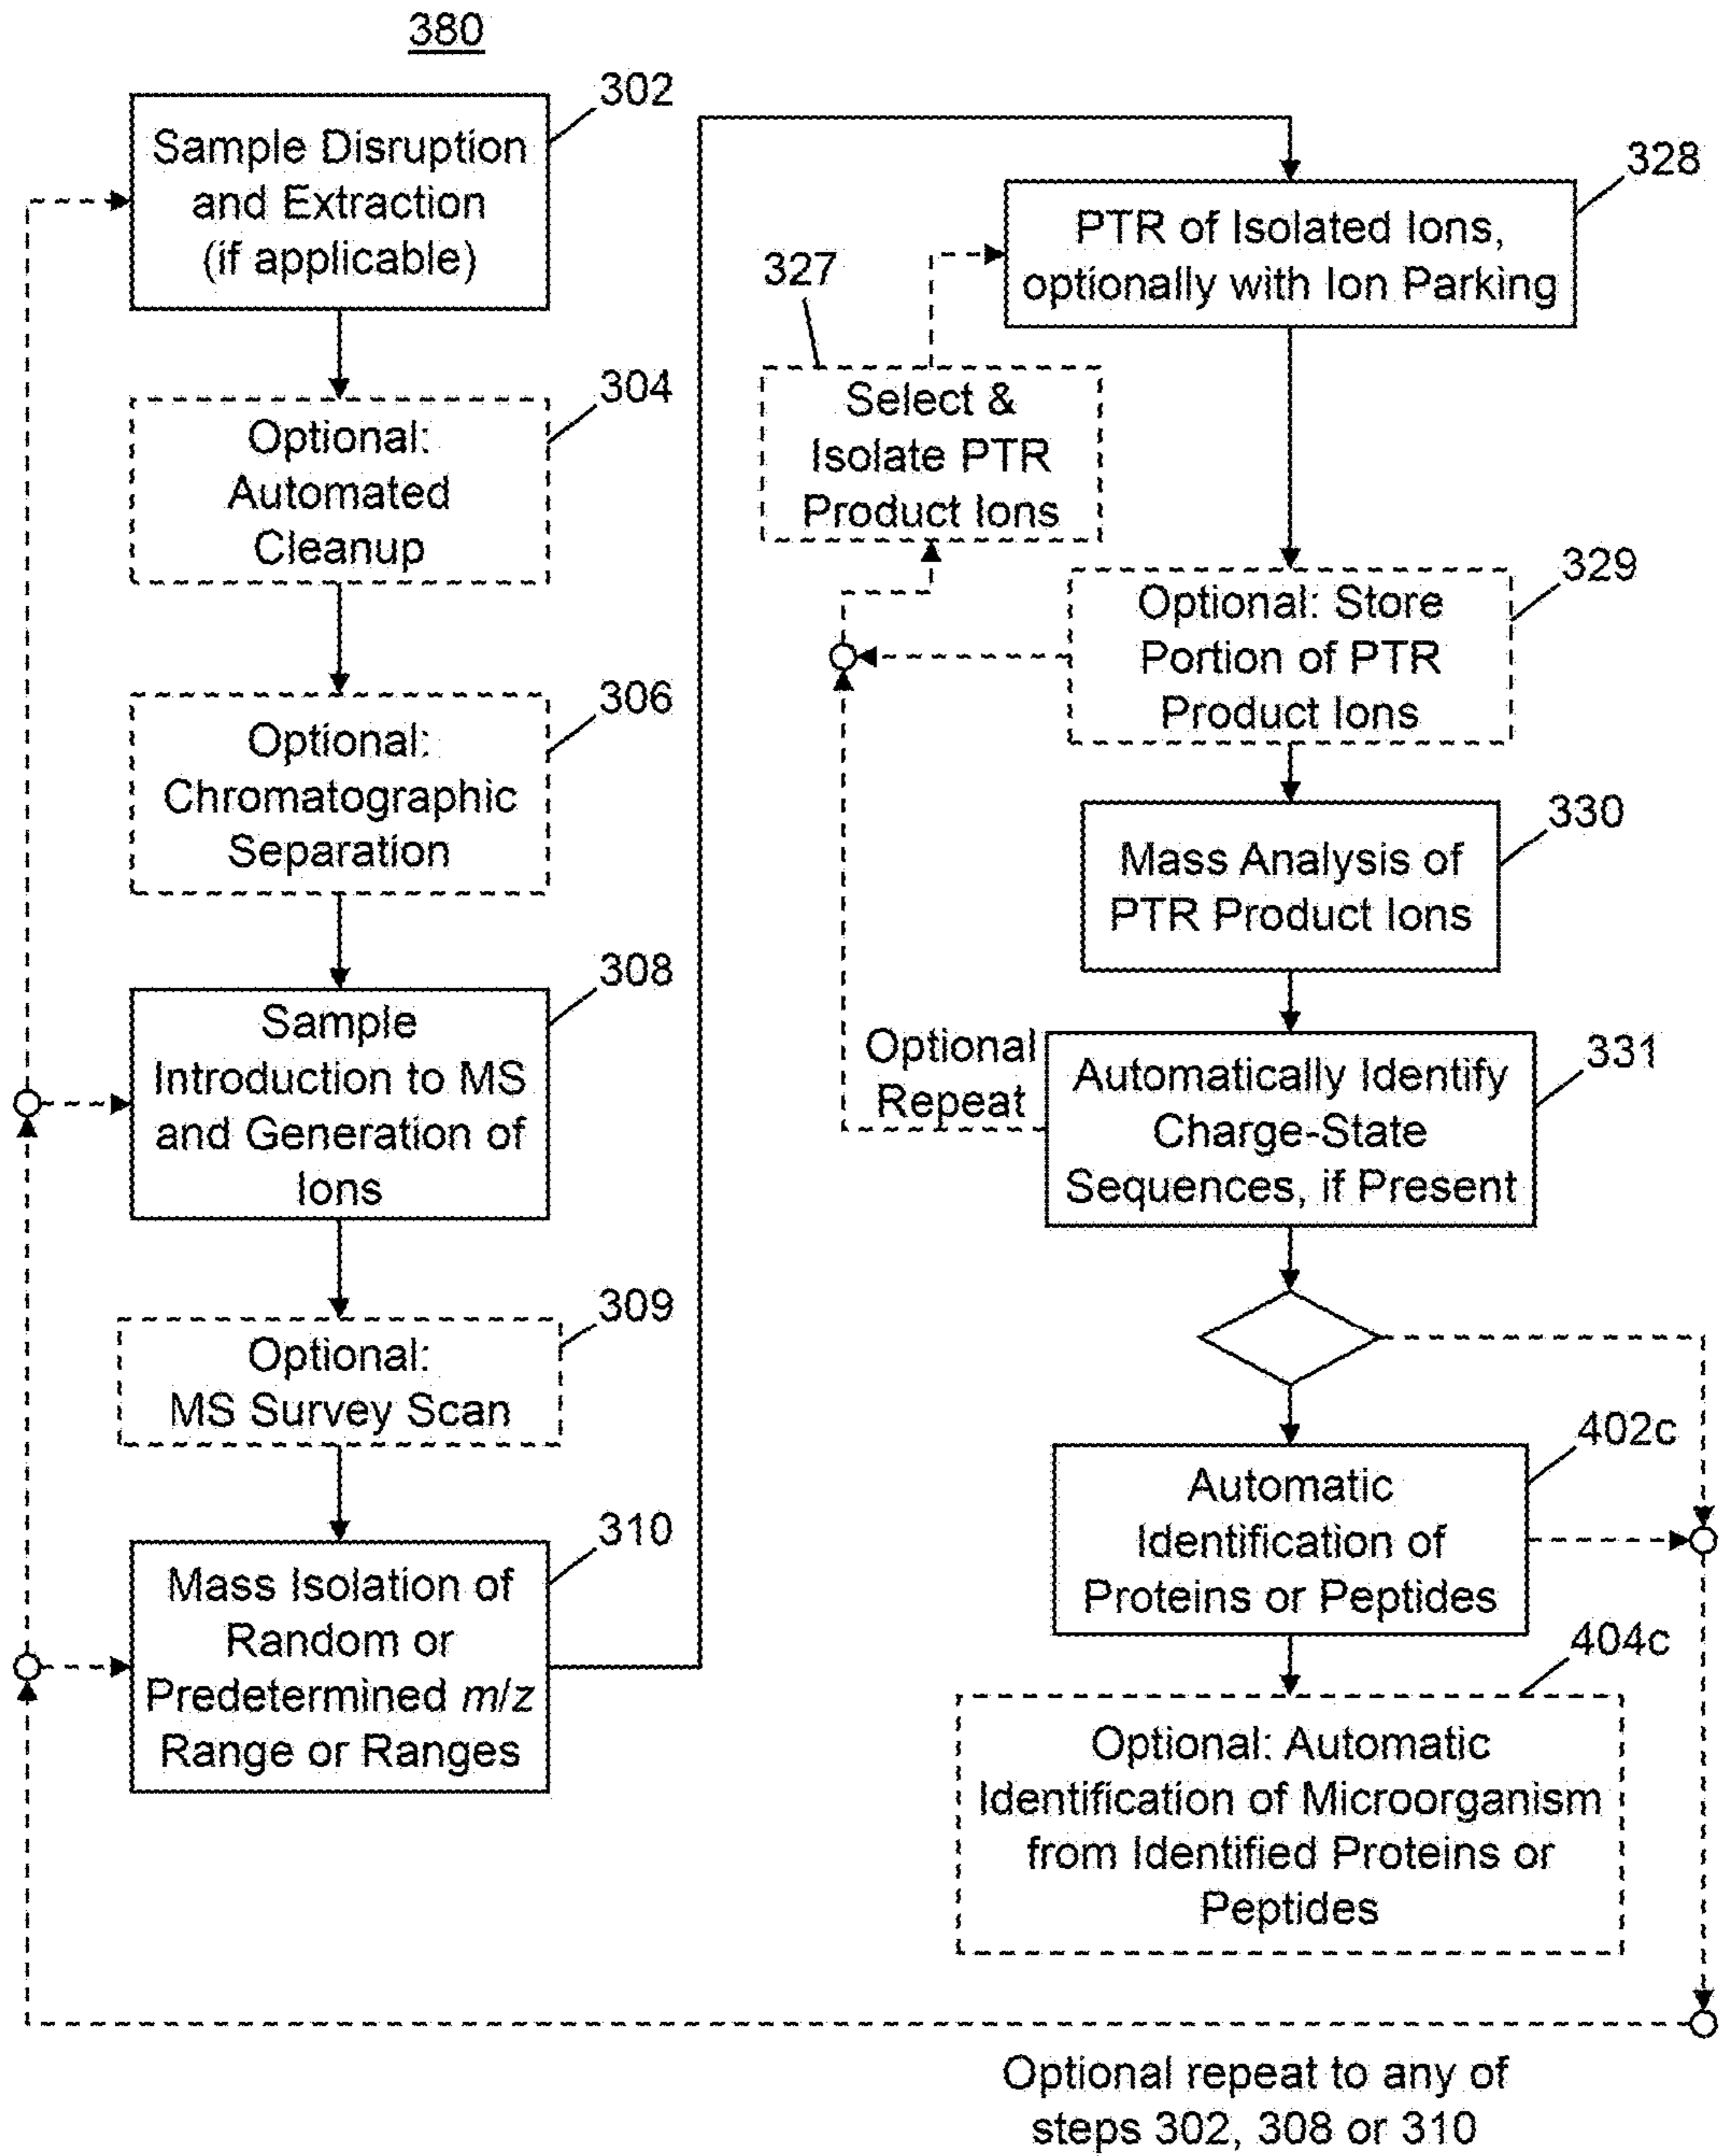 380
302
Sample Disruption
and Extraction
(if applicable)
304
Optional:
Automated
Cleanup
306
Optional:
Chromatographic
Separation
308
Sample
Introduction to MS
and Generation of
Ions
309
Optional:
MS Survey Scan
310
Mass Isolation of
Random or
Predetermined m/z
Range or Ranges
328
PTR of Isolated Ions,
optionally with Ion Parking
327
Select &
Isolate PTR
Product Ions
329
Optional: Store
Portion of PTR
Product Ions
330
Mass Analysis of
PTR Product Ions
Optional
Repeat
331
Automatically Identify
Charge-State
Sequences, if Present
402c
Automatic
Identification of
Proteins or Peptides
404c
Optional: Automatic
Identification of Microorganism
from Identified Proteins or
Peptides
Optional repeat to any of
steps 302, 308 or 310